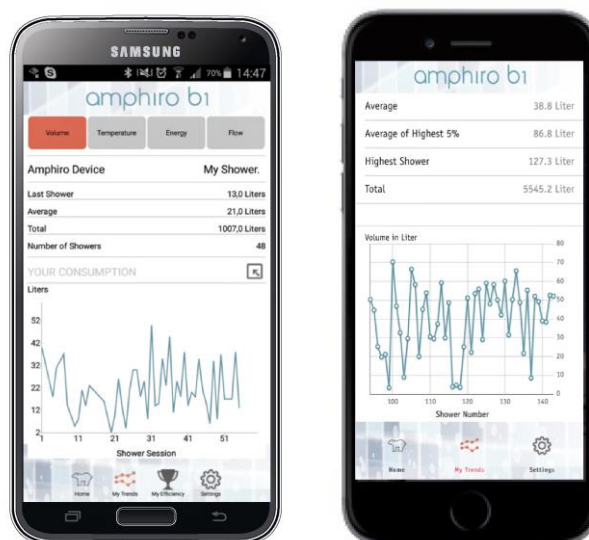 SAMSUNG
70% 14:47
amphiro b1
Volume Temperature Energy Flow
Amphiro Device My Shower.
Last Shower 13,0 Liters
Average 21,0 Liters
Total 1007,0 Liters
Number of Showers 48
YOUR CONSUMPTION
Liters
52
42
32
22
12
2
1 11 21 31 41 51
Shower Session
Home My Trends My Efficiency Settings
amphiro b1
Average 38.8 Liter
Average of Highest 5% 86.8 Liter
Highest Shower 127.3 Liter
Total 5545.2 Liter
Volume in Liter
80
70
60
50
40
30
20
10
0
100 110 120 130 140
Shower Number
Home My Trends Settings